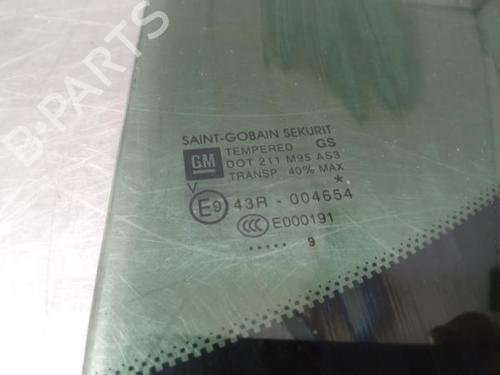 B-PARTS
SAINT-GOBAIN SEKURIT
TEMPERED GS
GM DOT 211 M95 AS3
TRANSP 40% MAX
V *
E9 43R - 004654
CCC E000191
..... 9